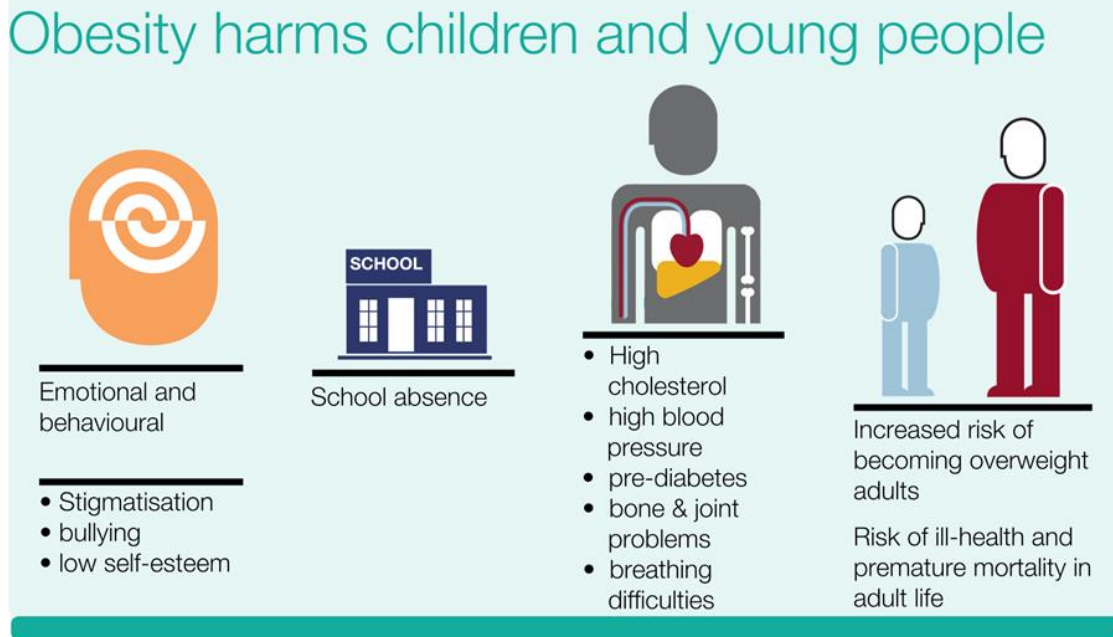 Obesity harms children and young people
Emotional and
behavioural
• Stigmatisation
• bullying
• low self-esteem
SCHOOL
School absence
• High
cholesterol
• high blood
pressure
• pre-diabetes
• bone & joint
problems
• breathing
difficulties
Increased risk of
becoming overweight
adults
Risk of ill-health and
premature mortality in
adult life